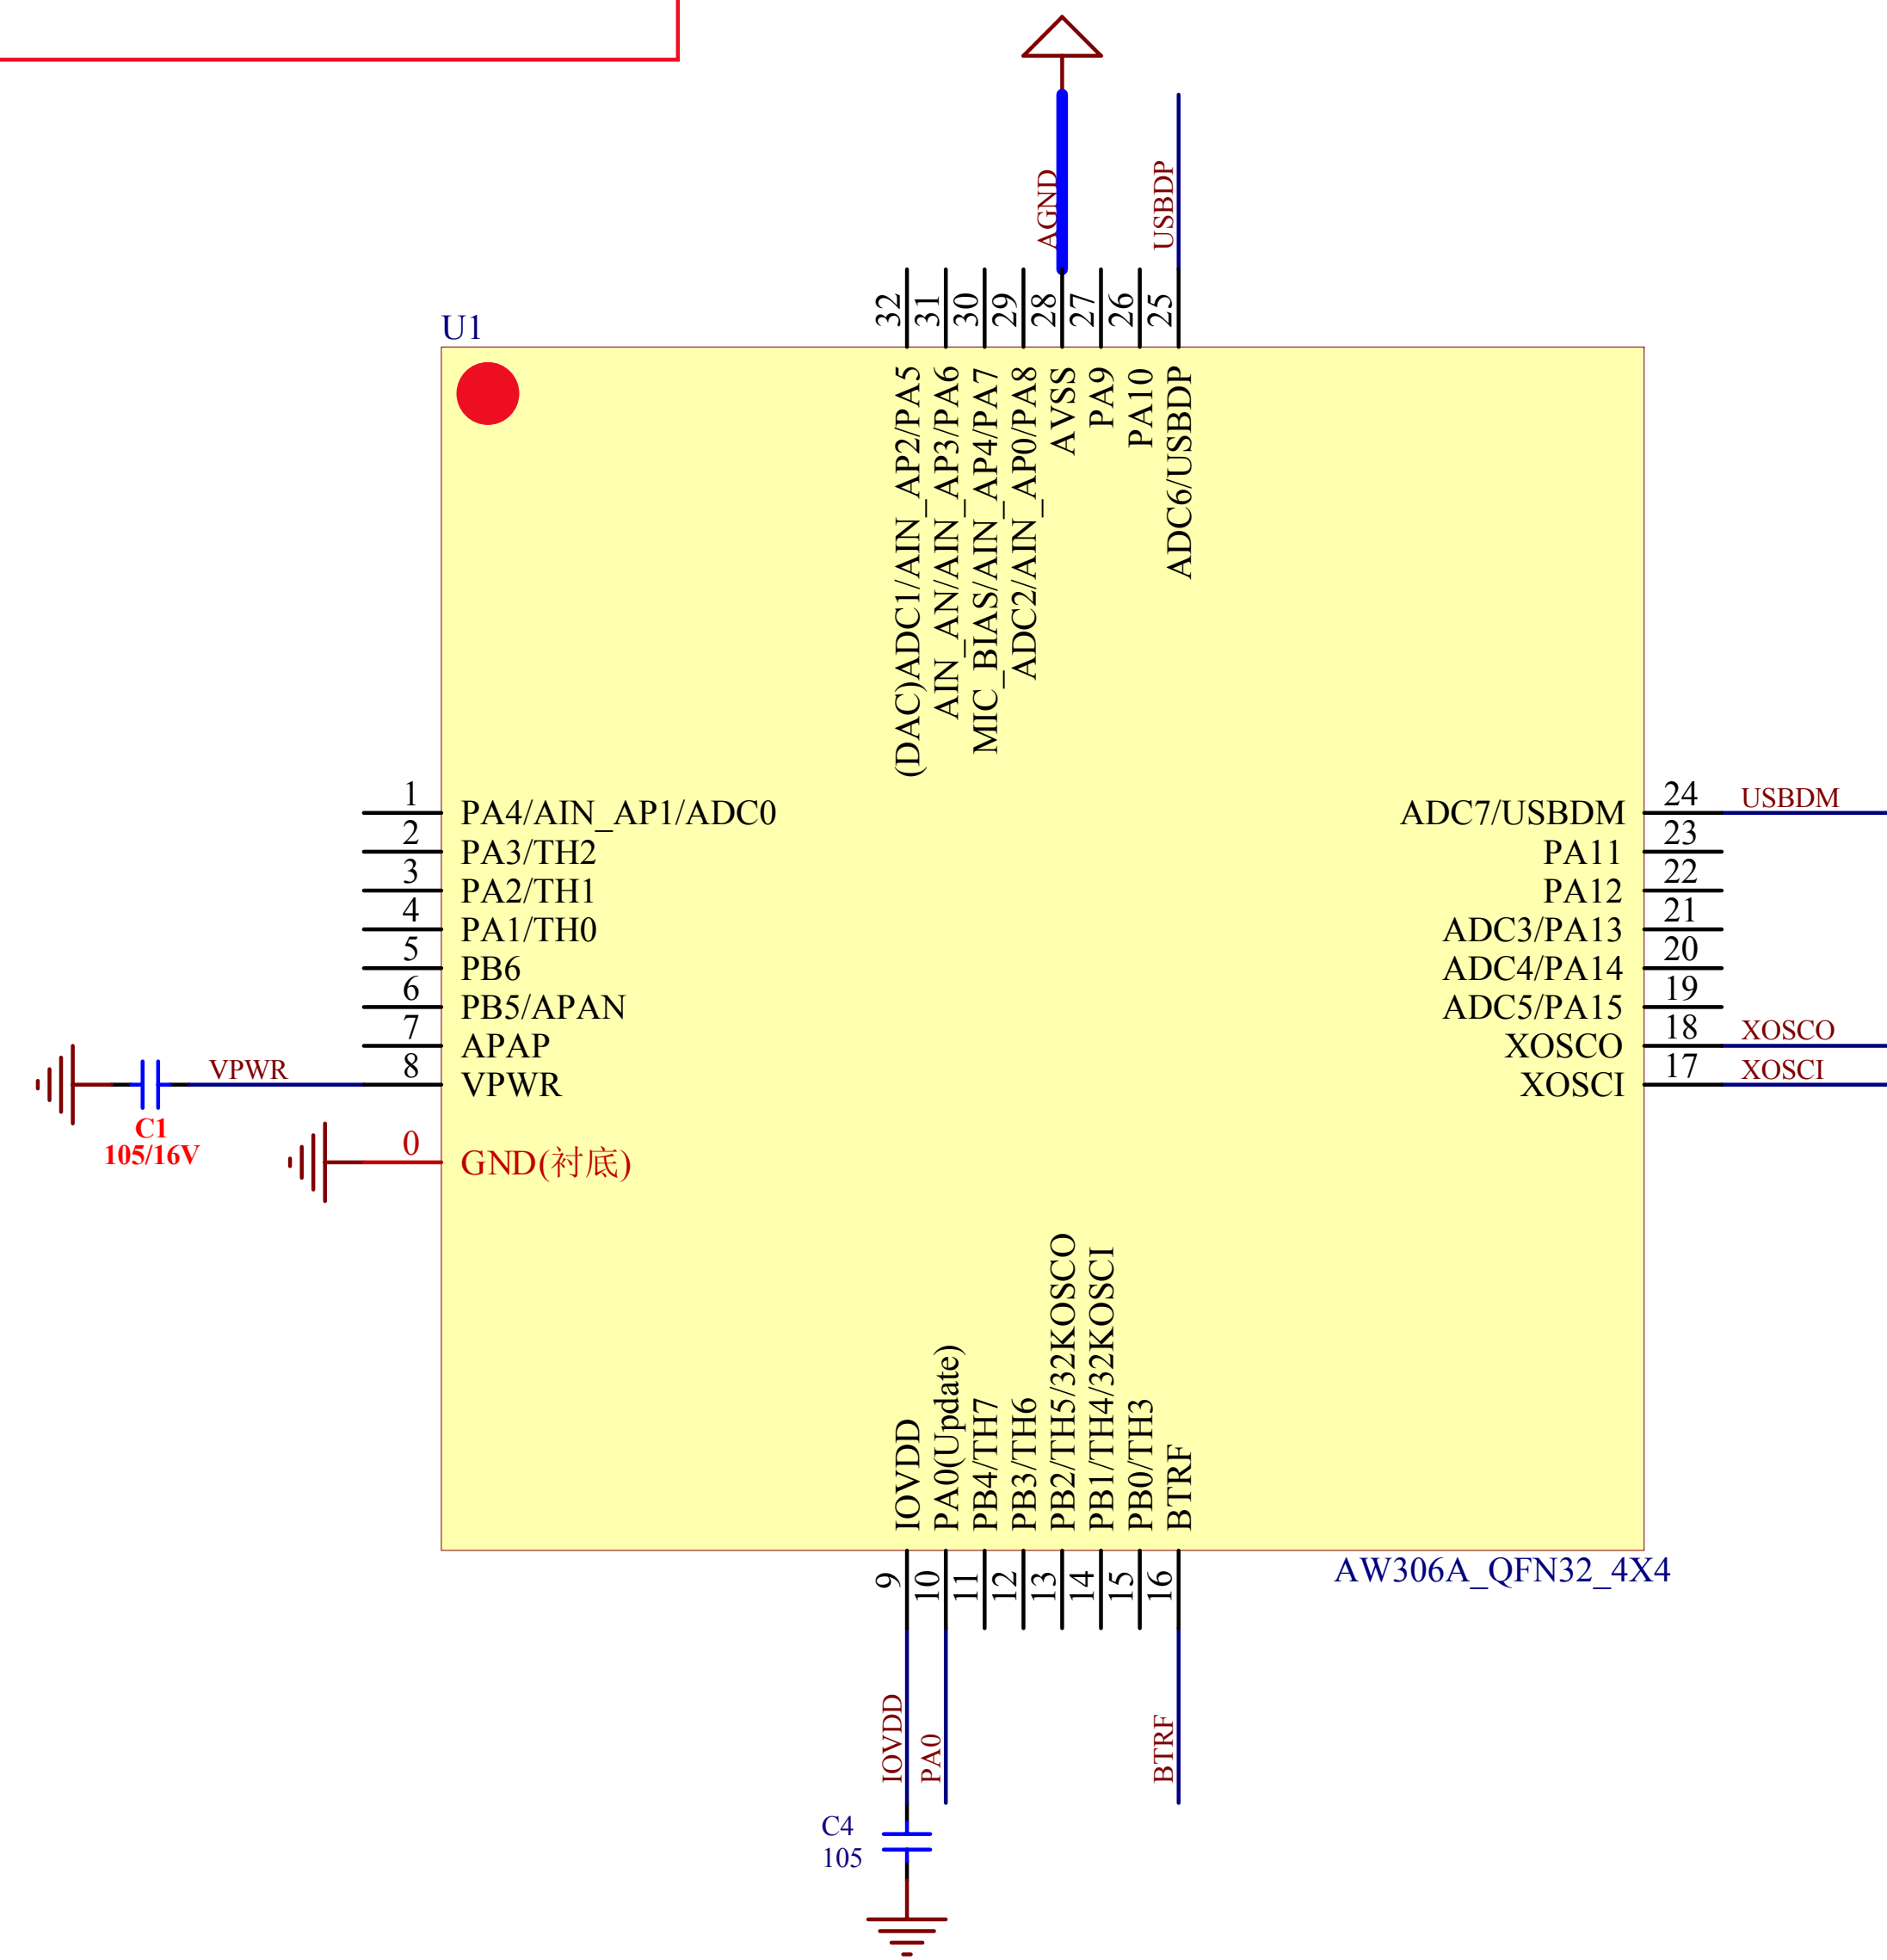 AGND
USBDP
32
31
30
29
28
27
26
25
U1
(DAC)ADC1/AIN_AP2/PA5
AIN_AN/AIN_AP3/PA6
MIC_BIAS/AIN_AP4/PA7
ADC2/AIN_AP0/PA8
AVSS
PA9
PA10
ADC6/USBDP
1 PA4/AIN_AP1/ADC0
2 PA3/TH2
3 PA2/TH1
4 PA1/TH0
5 PB6
6 PB5/APAN
7 APAP
VPWR 8 VPWR
C1
105/16V
0 GND(衬底)
ADC7/USBDM 24 USBDM
PA11 23
PA12 22
ADC3/PA13 21
ADC4/PA14 20
ADC5/PA15 19
XOSCO 18 XOSCO
XOSCI 17 XOSCI
IOVDD
PA0(Update)
PB4/TH7
PB3/TH6
PB2/TH5/32KOSCO
PB1/TH4/32KOSCI
PB0/TH3
BTRF
AW306A_QFN32_4X4
9
10
11
12
13
14
15
16
IOVDD
PA0
BTRF
C4
105